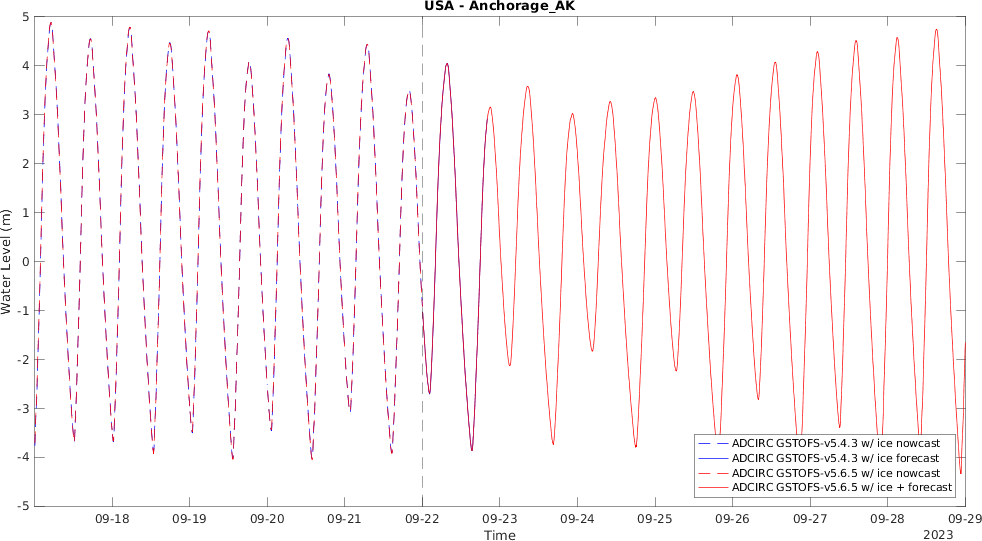 USA - Anchorage_AK
Water Level (m)
5
4
3
2
1
0
-1
-2
-3
-4
-5
ADCIRC GSTOFS-v5.4.3 w/ ice nowcast
ADCIRC GSTOFS-v5.4.3 w/ ice forecast
ADCIRC GSTOFS-v5.6.5 w/ ice nowcast
ADCIRC GSTOFS-v5.6.5 w/ ice + forecast
09-18 09-19 09-20 09-21 09-22 09-23 09-24 09-25 09-26 09-27 09-28 09-29
Time
2023